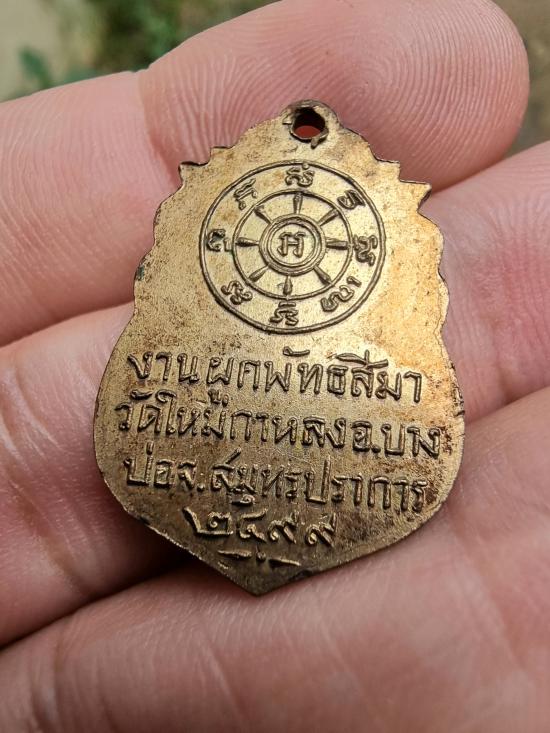 งานผูกพัทธสีมา
วัดใหม่กาหลงอ.บาง
บ่อจ.สมุทรปราการ
๒๔๙๙